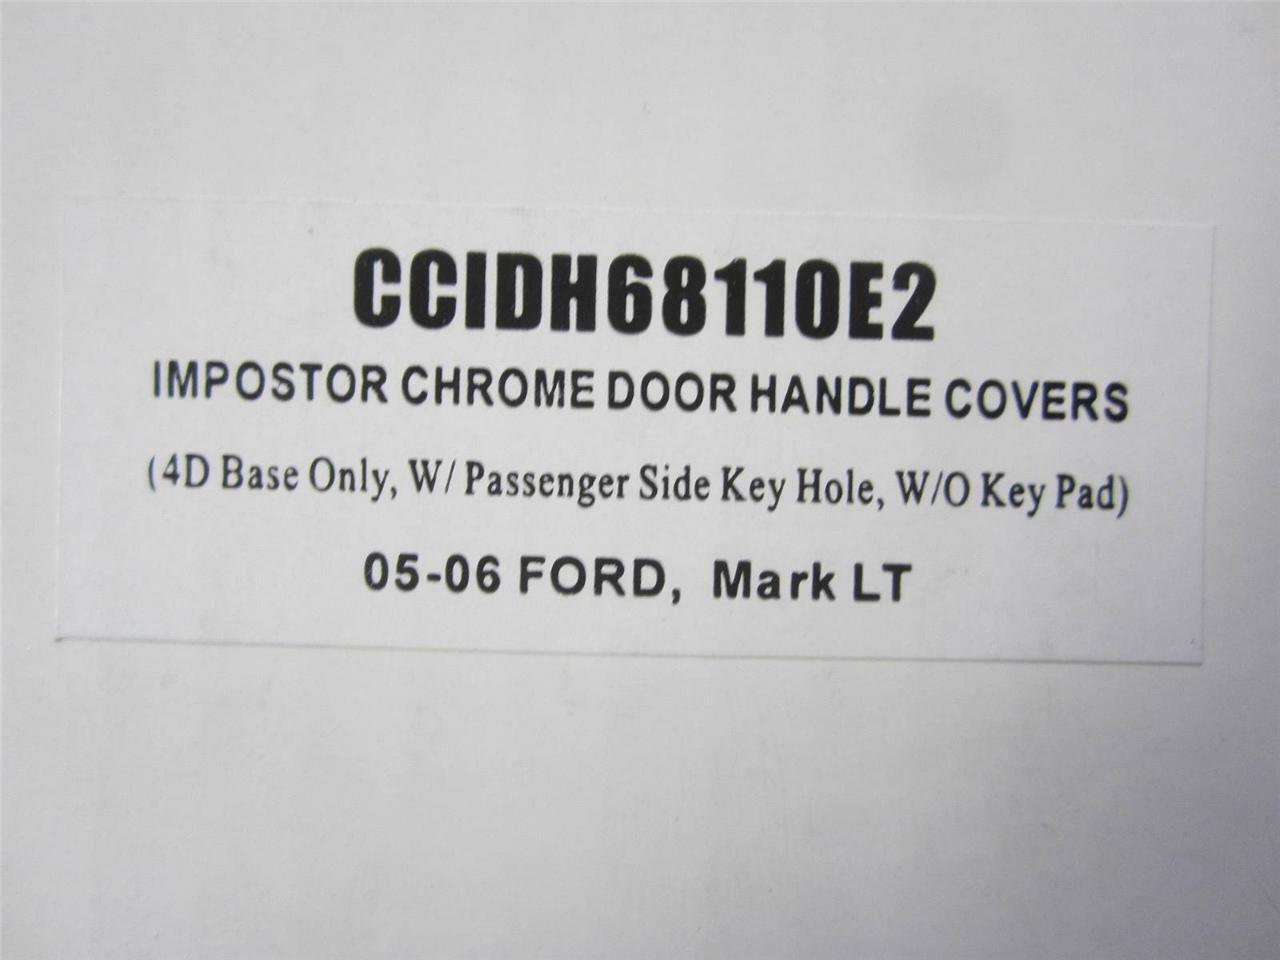 CCIDH68110E2
IMPOSTOR CHROME DOOR HANDLE COVERS
(4D Base Only, W/ Passenger Side Key Hole, W/O Key Pad)
05-06 FORD, Mark LT